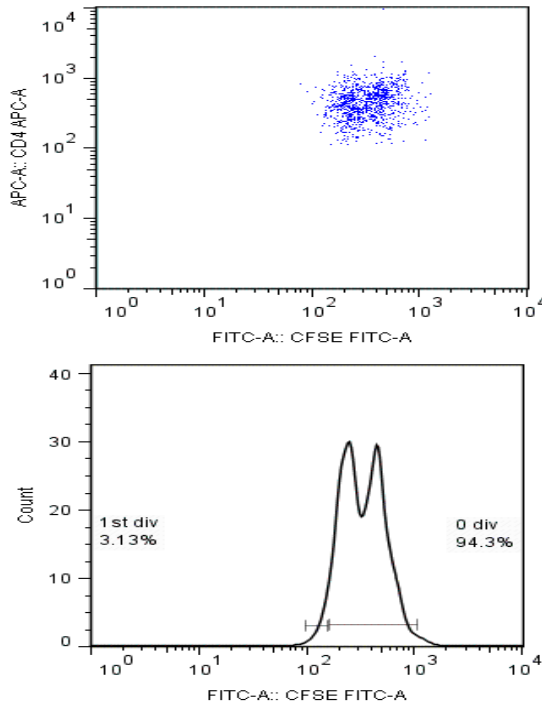 10⁴
10³
10²
10¹
10⁰
APC-A:: CD4 APC-A
10⁰ 10¹ 10² 10³ 10⁴
FITC-A:: CFSE FITC-A
40
30
20
10
0
Count
1st div
3.13%
0 div
94.3%
10⁰ 10¹ 10² 10³ 10⁴
FITC-A:: CFSE FITC-A